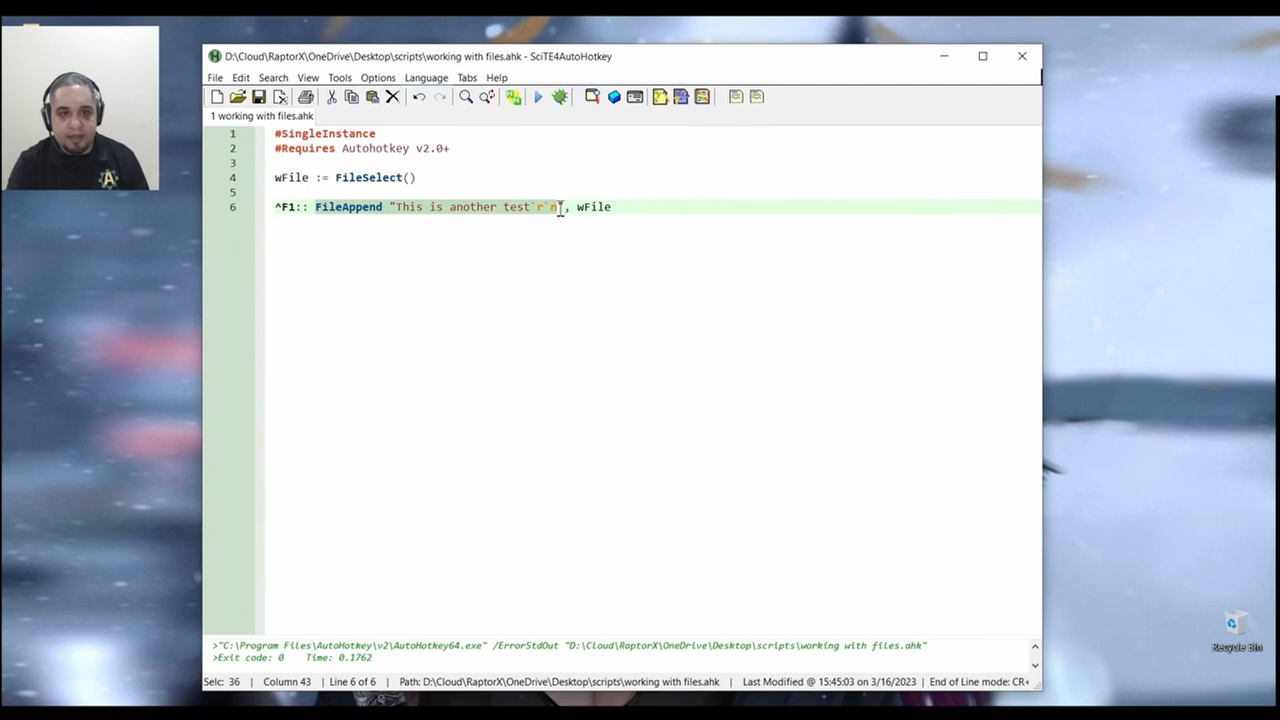 D:\Cloud\RaptorX\OneDrive\Desktop\scripts\working with files.ahk - SciTE4AutoHotkey
File Edit Search View Tools Options Language Tabs Help
1 working with files.ahk
1 #SingleInstance
2 #Requires Autohotkey v2.0+
3
4 wFile := FileSelect()
5
6 ^F1:: FileAppend "This is another test`r`n", wFile
>"C:\Program Files\AutoHotkey\v2\AutoHotkey64.exe" /ErrorStdOut "D:\Cloud\RaptorX\OneDrive\Desktop\scripts\working with files.ahk"
>Exit code: 0 Time: 0.1762
Selc: 36 | Column 43 | Line 6 of 6 | Path: D:\Cloud\RaptorX\OneDrive\Desktop\scripts\working with files.ahk | Last Modified @ 15:45:03 on 3/16/2023 | End of Line mode: CR+
Recycle Bin
A